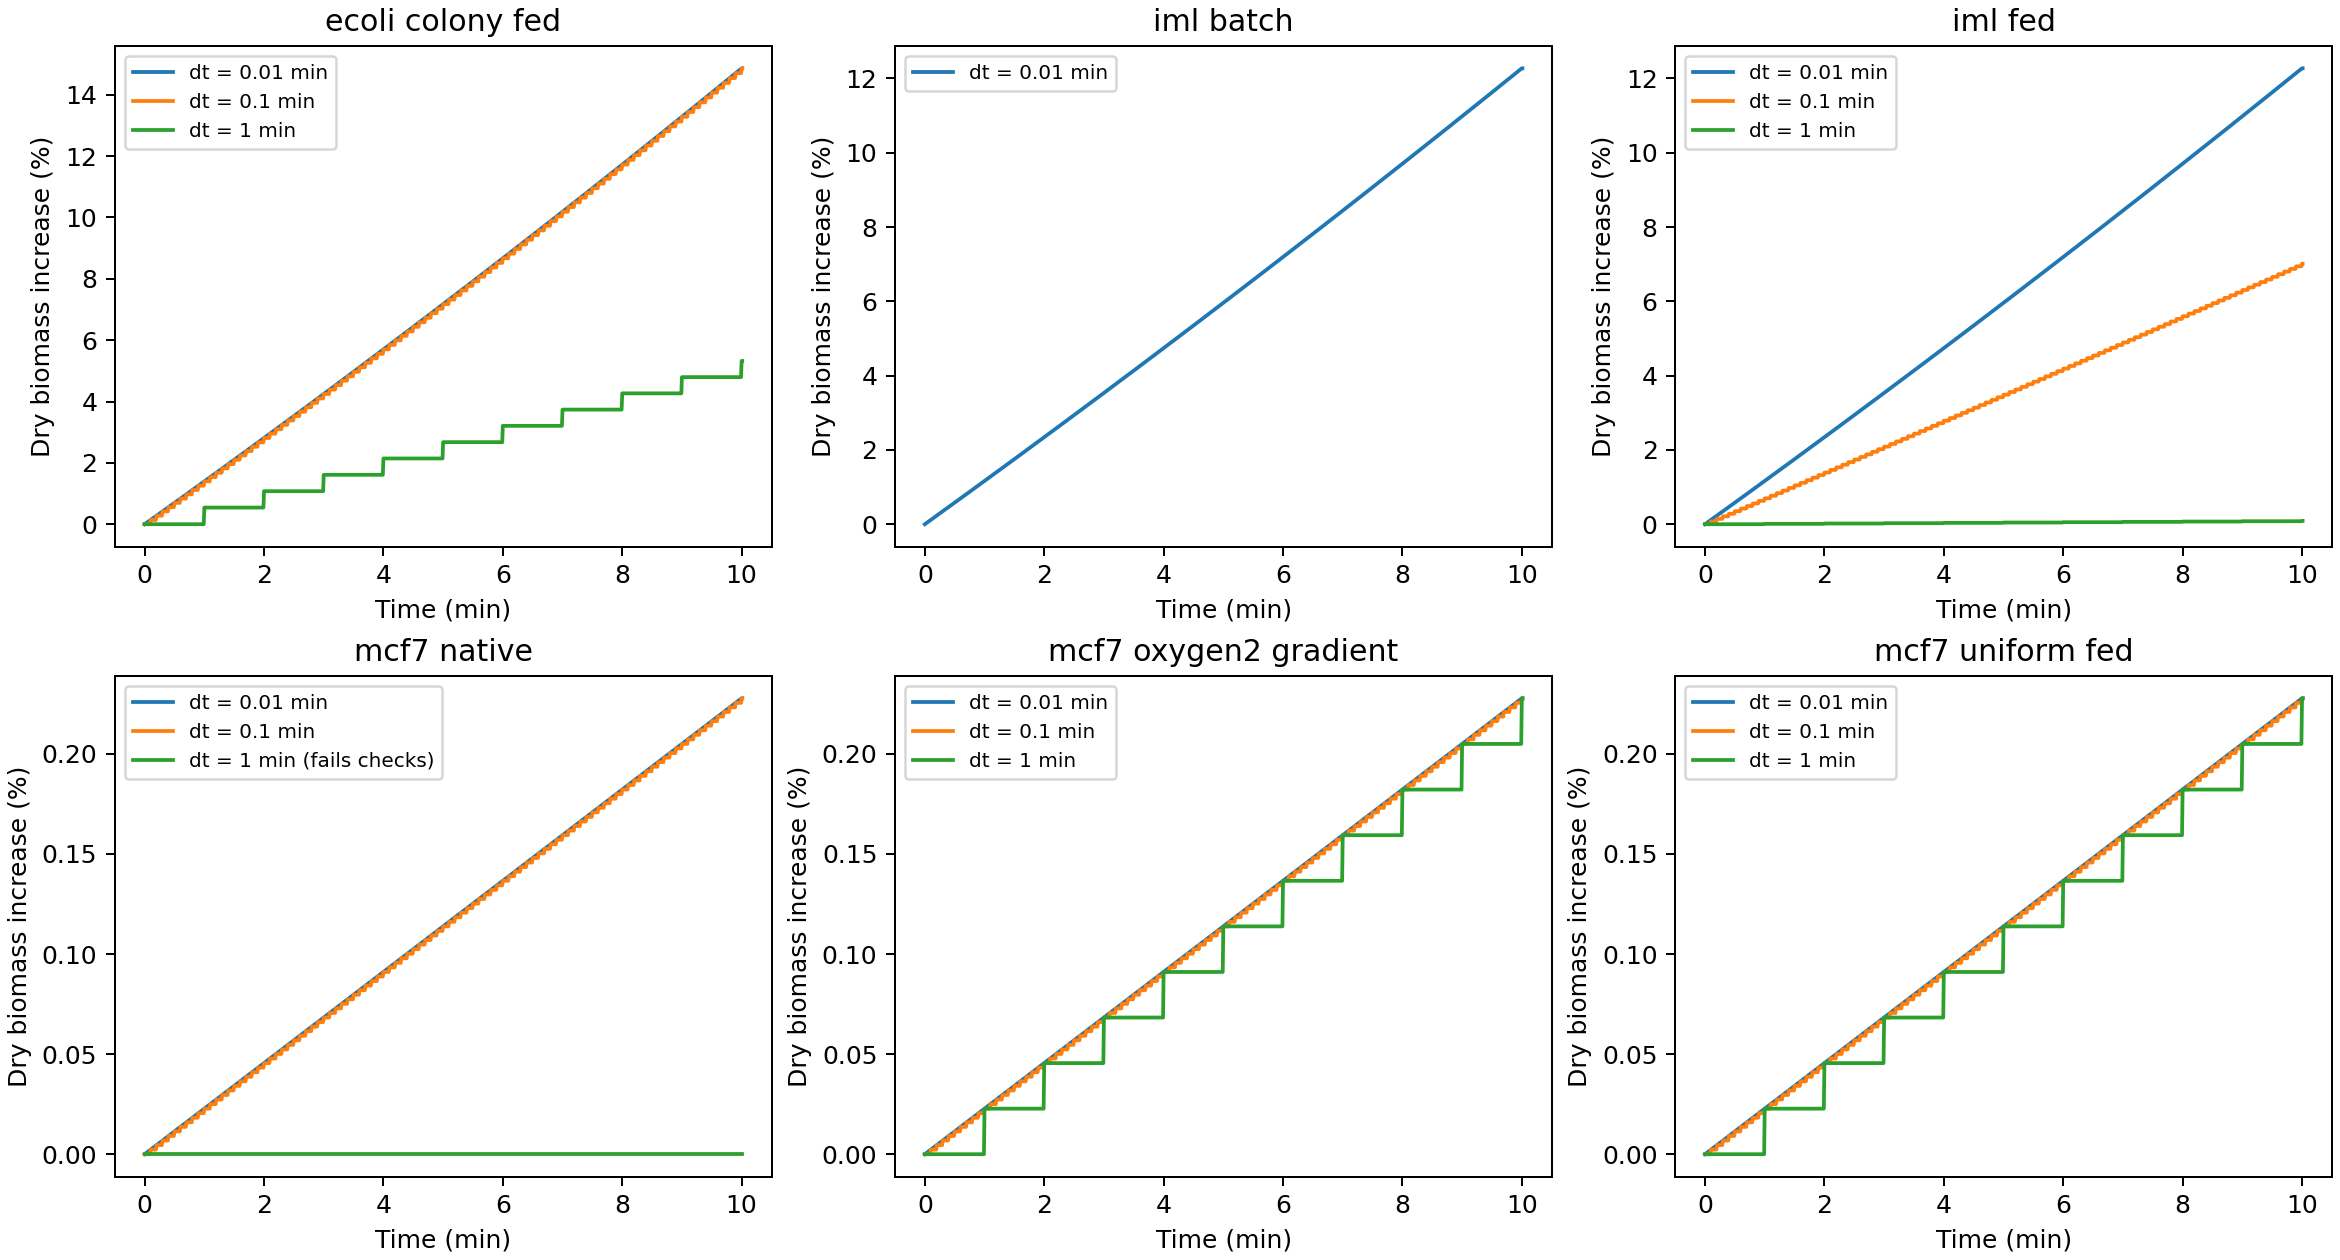 ecoli colony fed
dt = 0.01 min
dt = 0.1 min
dt = 1 min
14
12
10
8
6
4
2
0
Dry biomass increase (%)
0 2 4 6 8 10
Time (min)
iml batch
dt = 0.01 min
12
10
8
6
4
2
0
Dry biomass increase (%)
0 2 4 6 8 10
Time (min)
iml fed
dt = 0.01 min
dt = 0.1 min
dt = 1 min
12
10
8
6
4
2
0
Dry biomass increase (%)
0 2 4 6 8 10
Time (min)
mcf7 native
dt = 0.01 min
dt = 0.1 min
dt = 1 min (fails checks)
0.20
0.15
0.10
0.05
0.00
Dry biomass increase (%)
0 2 4 6 8 10
Time (min)
mcf7 oxygen2 gradient
dt = 0.01 min
dt = 0.1 min
dt = 1 min
0.20
0.15
0.10
0.05
0.00
Dry biomass increase (%)
0 2 4 6 8 10
Time (min)
mcf7 uniform fed
dt = 0.01 min
dt = 0.1 min
dt = 1 min
0.20
0.15
0.10
0.05
0.00
Dry biomass increase (%)
0 2 4 6 8 10
Time (min)